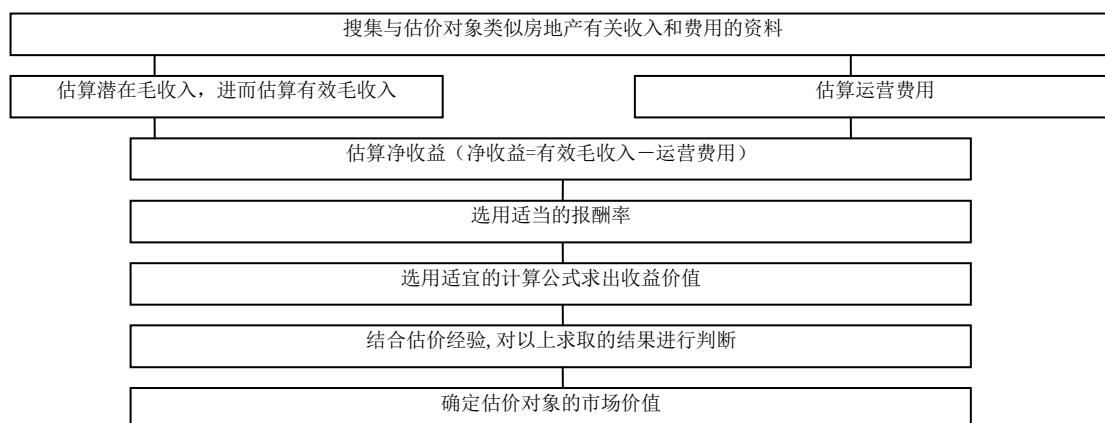 搜集与估价对象类似房地产有关收入和费用的资料
估算潜在毛收入，进而估算有效毛收入
估算运营费用
估算净收益（净收益=有效毛收入－运营费用）
选用适当的报酬率
选用适宜的计算公式求出收益价值
结合估价经验,对以上求取的结果进行判断
确定估价对象的市场价值